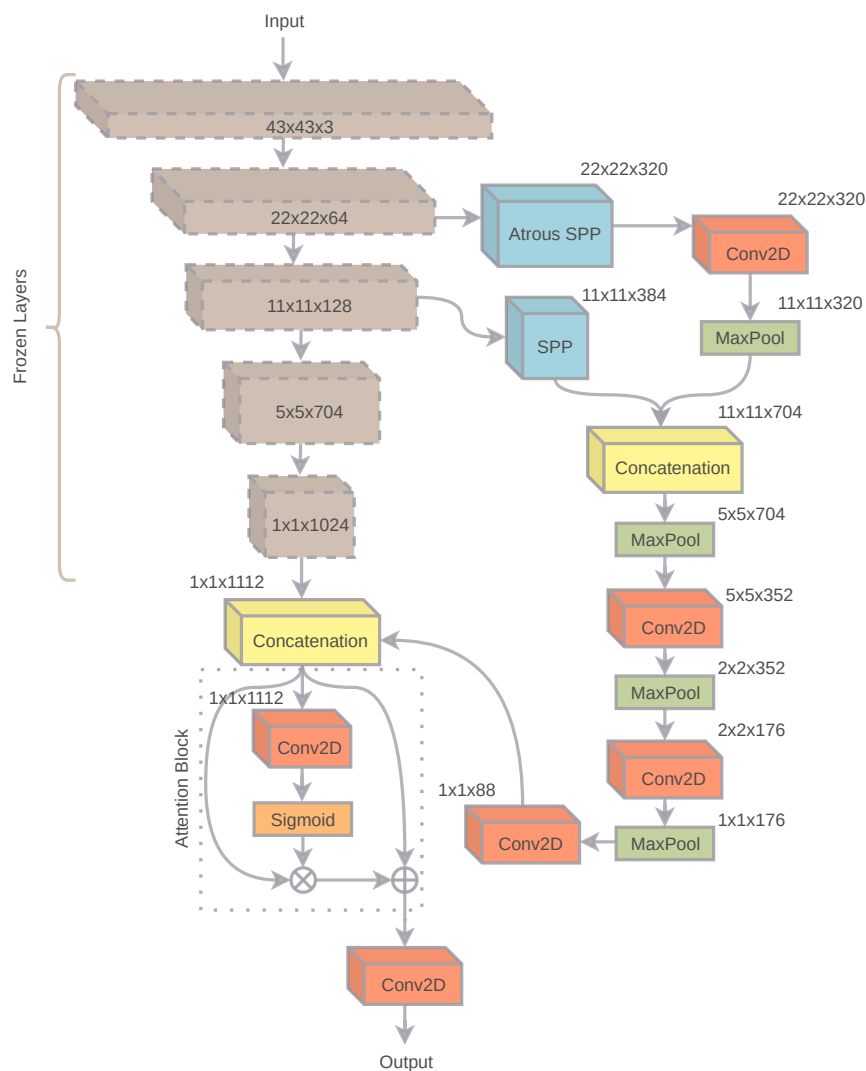 Input
43x43x3
22x22x320
22x22x320
22x22x64
Atrous SPP
Conv2D
11x11x384
11x11x320
11x11x128
Frozen Layers
SPP
MaxPool
5x5x704
11x11x704
Concatenation
1x1x1024
5x5x704
MaxPool
1x1x1112
5x5x352
Concatenation
Conv2D
2x2x352
1x1x1112
MaxPool
2x2x176
Conv2D
Conv2D
Attention Block
1x1x88
1x1x176
Sigmoid
Conv2D
MaxPool
Conv2D
Output